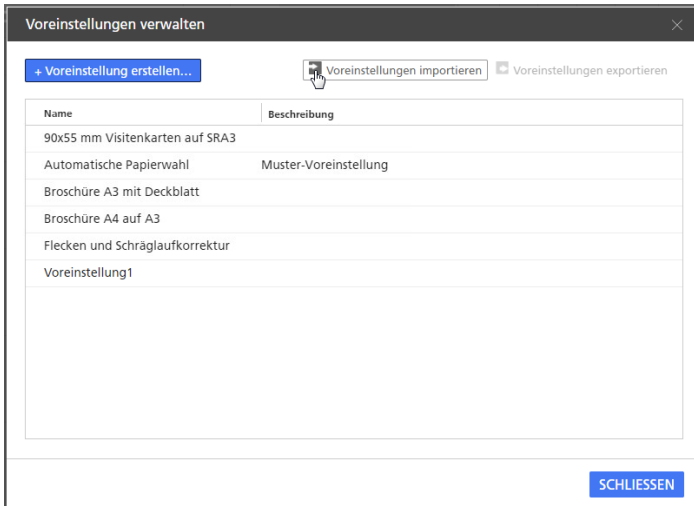 Voreinstellungen verwalten
+ Voreinstellung erstellen...
Voreinstellungen importieren
Voreinstellungen exportieren
Name
Beschreibung
90x55 mm Visitenkarten auf SRA3
Automatische Papierwahl
Muster-Voreinstellung
Broschüre A3 mit Deckblatt
Broschüre A4 auf A3
Flecken und Schräglaufkorrektur
Voreinstellung1
SCHLIESSEN